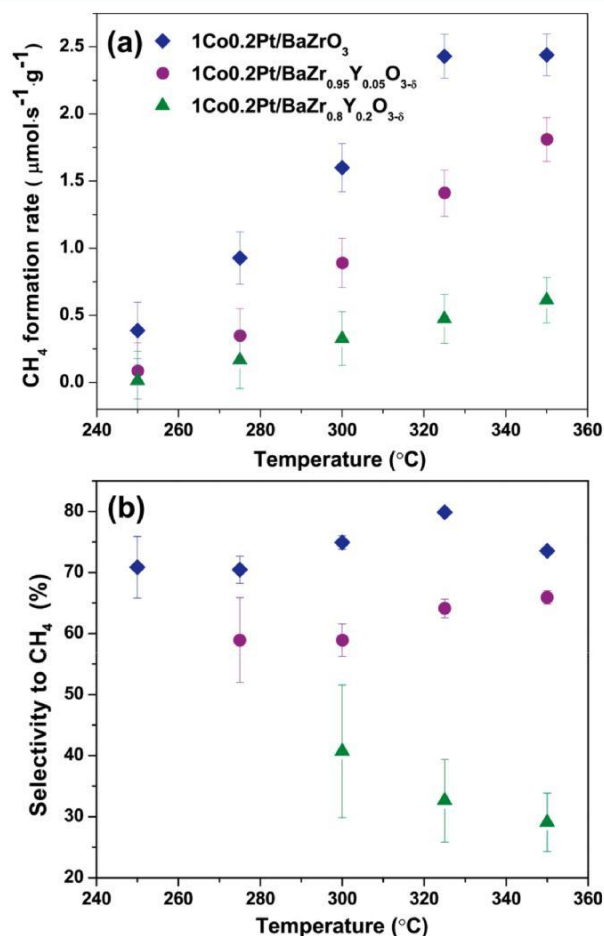 (a)
1Co0.2Pt/BaZrO₃
1Co0.2Pt/BaZr₀.₉₅Y₀.₀₅O₃₋δ
1Co0.2Pt/BaZr₀.₈Y₀.₂O₃₋δ
CH₄ formation rate ( μmol·s⁻¹·g⁻¹)
2.5
2.0
1.5
1.0
0.5
0.0
240 260 280 300 320 340 360
Temperature (°C)
(b)
Selectivity to CH₄ (%)
80
70
60
50
40
30
20
240 260 280 300 320 340 360
Temperature (°C)